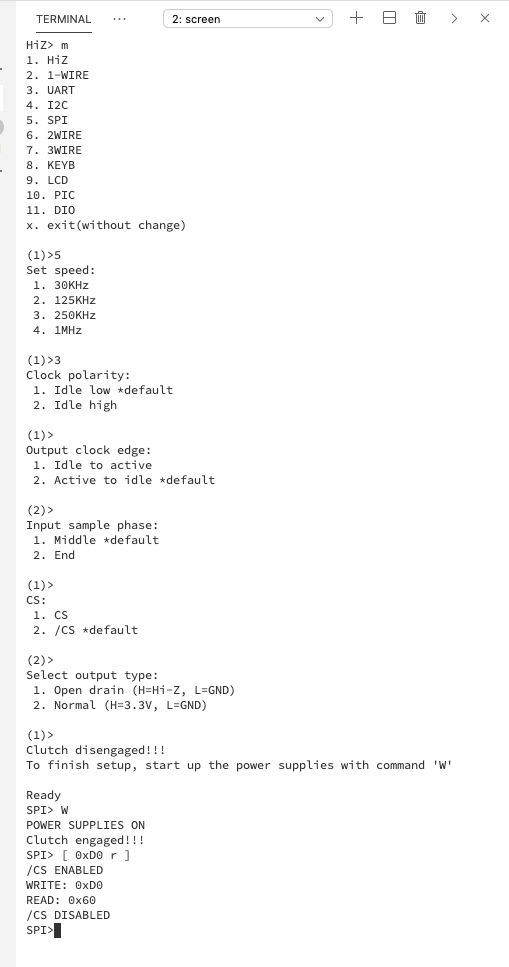 TERMINAL
...
2: screen
HiZ> m
1. HiZ
2. 1-WIRE
3. UART
4. I2C
5. SPI
6. 2WIRE
7. 3WIRE
8. KEYB
9. LCD
10. PIC
11. DIO
x. exit(without change)
(1)>5
Set speed:
1. 30KHz
2. 125KHz
3. 250KHz
4. 1MHz
(1)>3
Clock polarity:
1. Idle low *default
2. Idle high
(1)>
Output clock edge:
1. Idle to active
2. Active to idle *default
(2)>
Input sample phase:
1. Middle *default
2. End
(1)>
CS:
1. CS
2. /CS *default
(2)>
Select output type:
1. Open drain (H=Hi-Z, L=GND)
2. Normal (H=3.3V, L=GND)
(1)>
Clutch disengaged!!!
To finish setup, start up the power supplies with command 'W'
Ready
SPI> W
POWER SUPPLIES ON
Clutch engaged!!!
SPI> [ 0xD0 r ]
/CS ENABLED
WRITE: 0xD0
READ: 0x60
/CS DISABLED
SPI>